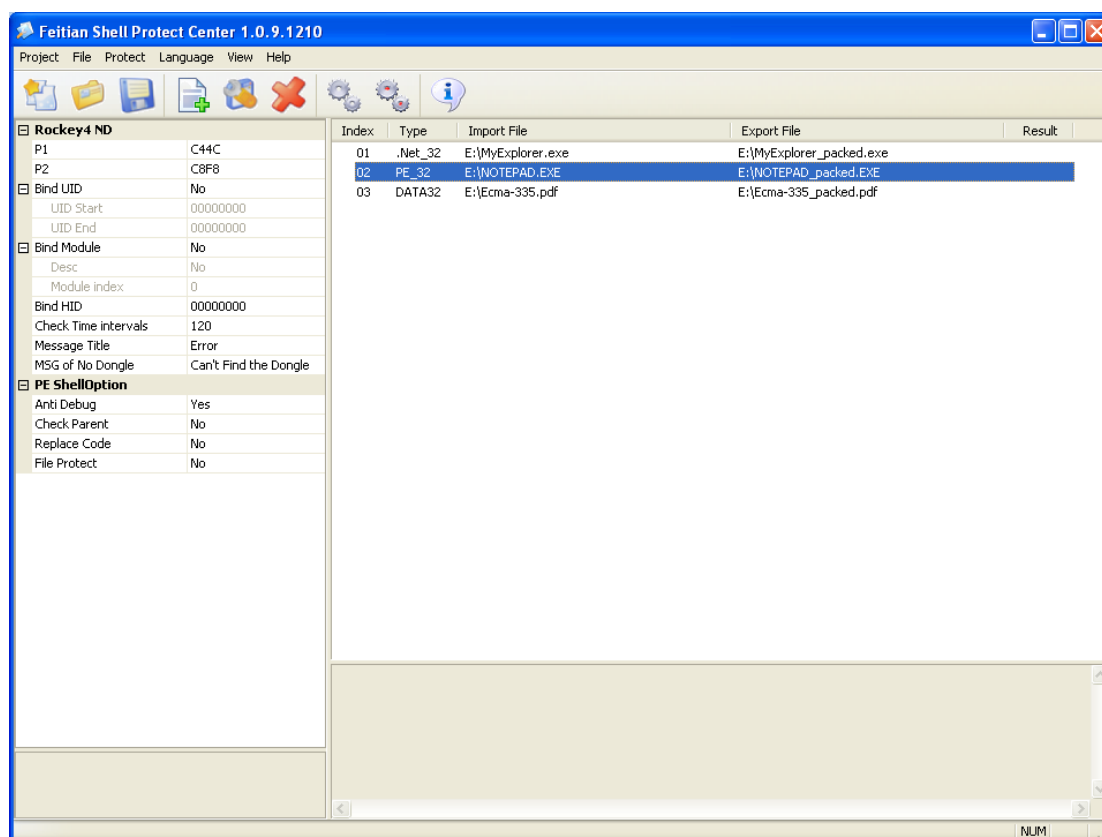 Feitian Shell Protect Center 1.0.9.1210
Project File Protect Language View Help
Rockey4 ND
P1 C44C
P2 C8F8
Bind UID No
UID Start 00000000
UID End 00000000
Bind Module No
Desc No
Module index 0
Bind HID 00000000
Check Time intervals 120
Message Title Error
MSG of No Dongle Can't Find the Dongle
PE ShellOption
Anti Debug Yes
Check Parent No
Replace Code No
File Protect No
Index Type Import File Export File Result
01 .Net_32 E:\MyExplorer.exe E:\MyExplorer_packed.exe
02 PE_32 E:\NOTEPAD.EXE E:\NOTEPAD_packed.EXE
03 DATA32 E:\Ecma-335.pdf E:\Ecma-335_packed.pdf
NUM